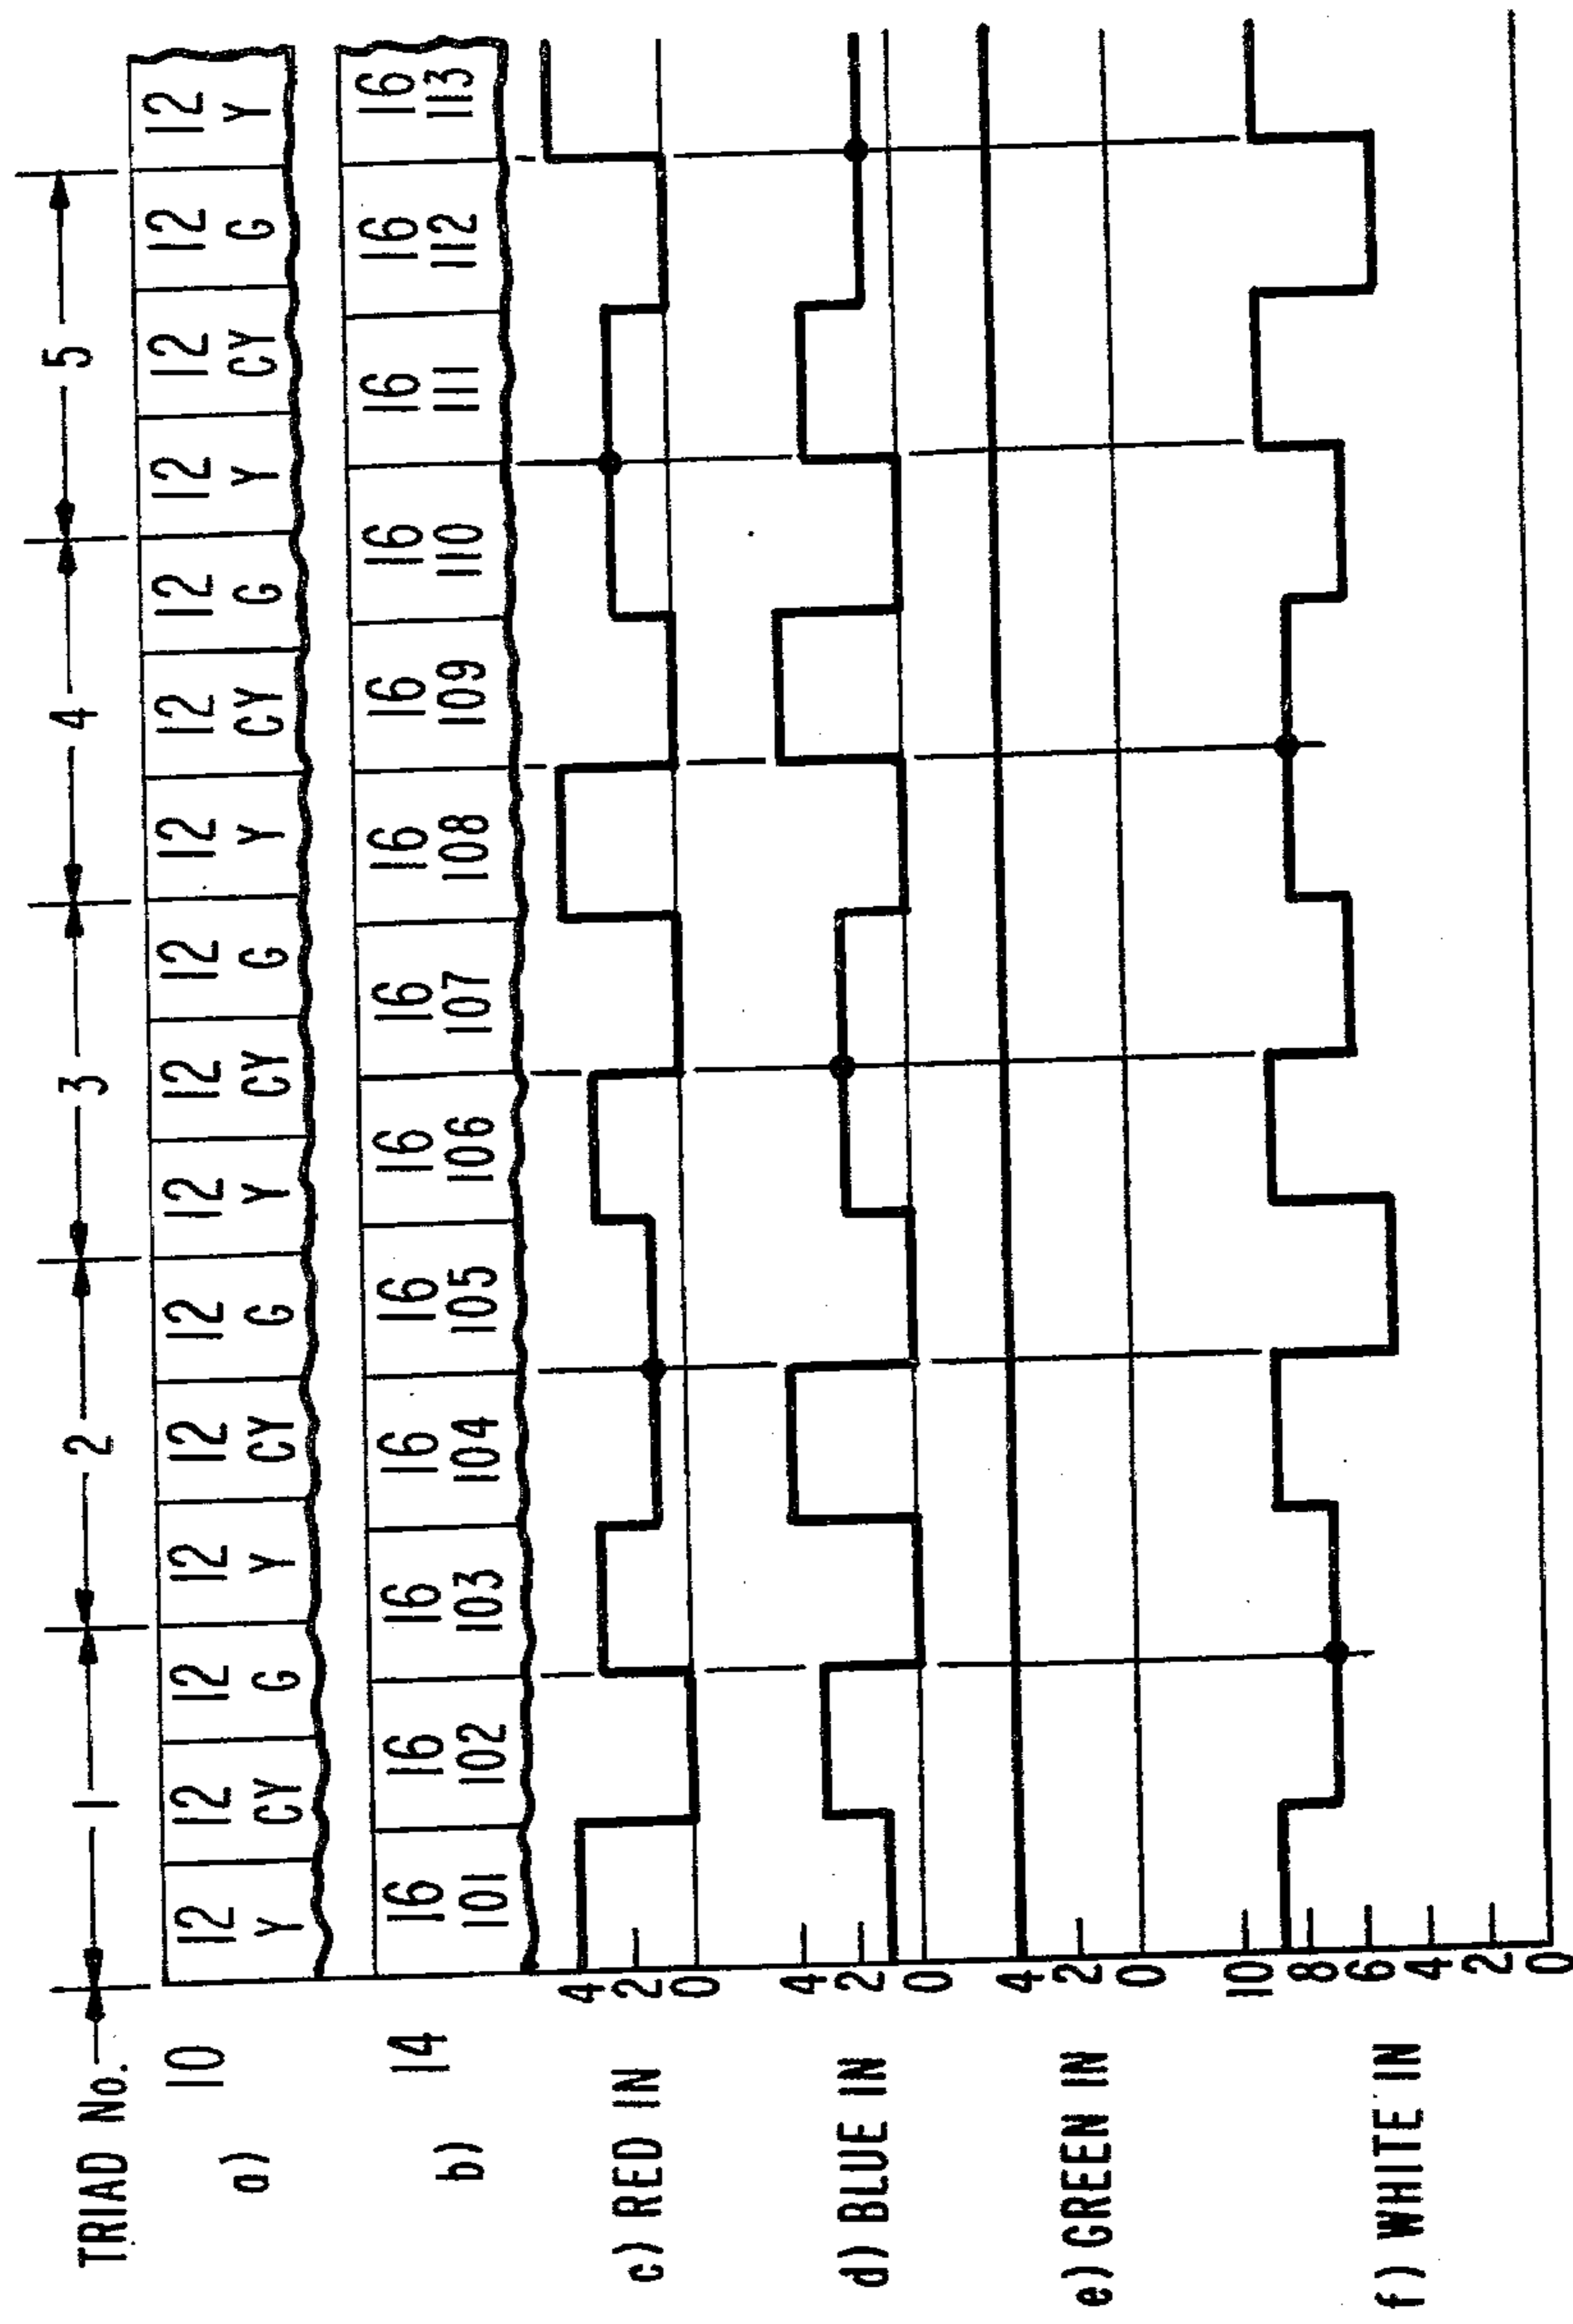 TRIAD No. 1 2 3 4 5
10
a)
12 12 12 12 12 12 12 12 12 12 12 12 12 12 12 12
Y CY G Y CY G Y CY G Y CY G Y CY G Y
14
b)
16 16 16 16 16 16 16 16 16 16 16 16 16
101 102 103 104 105 106 107 108 109 110 111 112 113
c) RED IN
4
2
0
d) BLUE IN
4
2
0
e) GREEN IN
4
2
0
f) WHITE IN
10
8
6
4
2
0